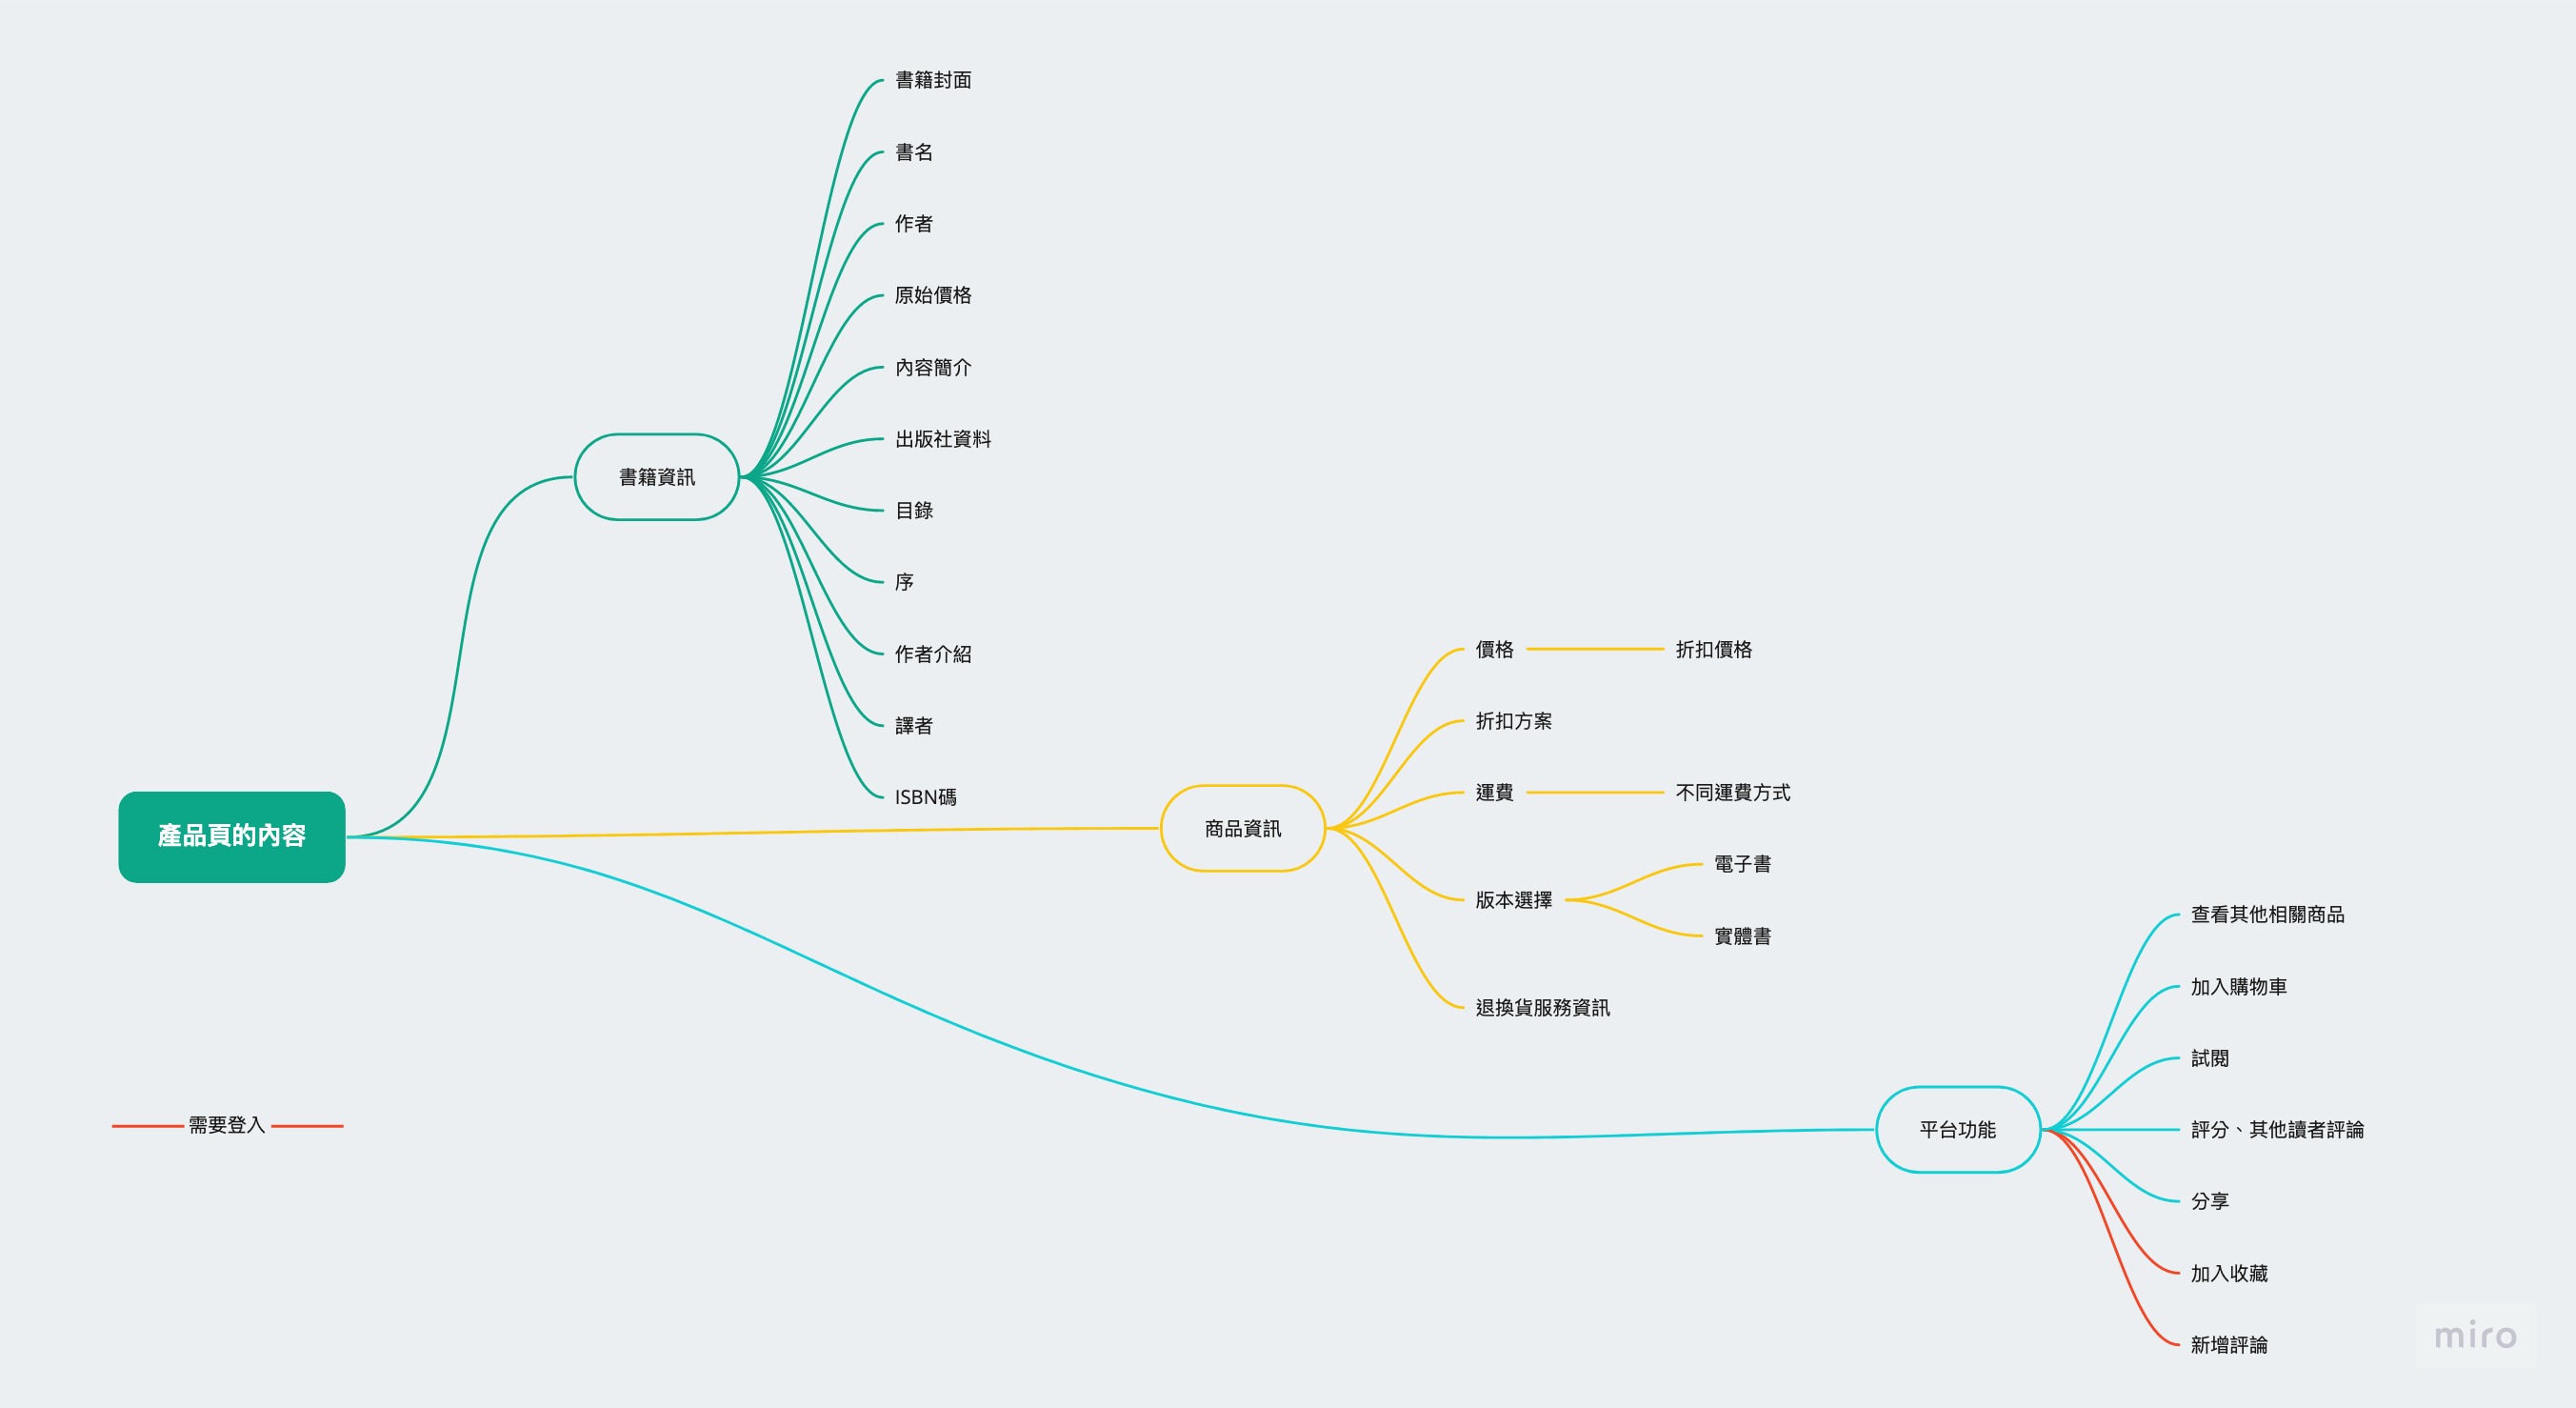 書籍封面
書名
作者
原始價格
內容簡介
出版社資料
書籍資訊
目錄
序
作者介紹
譯者
ISBN碼
產品頁的內容
商品資訊
價格
折扣價格
折扣方案
運費
不同運費方式
版本選擇
電子書
實體書
退換貨服務資訊
平台功能
查看其他相關商品
加入購物車
試閱
評分、其他讀者評論
分享
加入收藏
新增評論
需要登入
miro